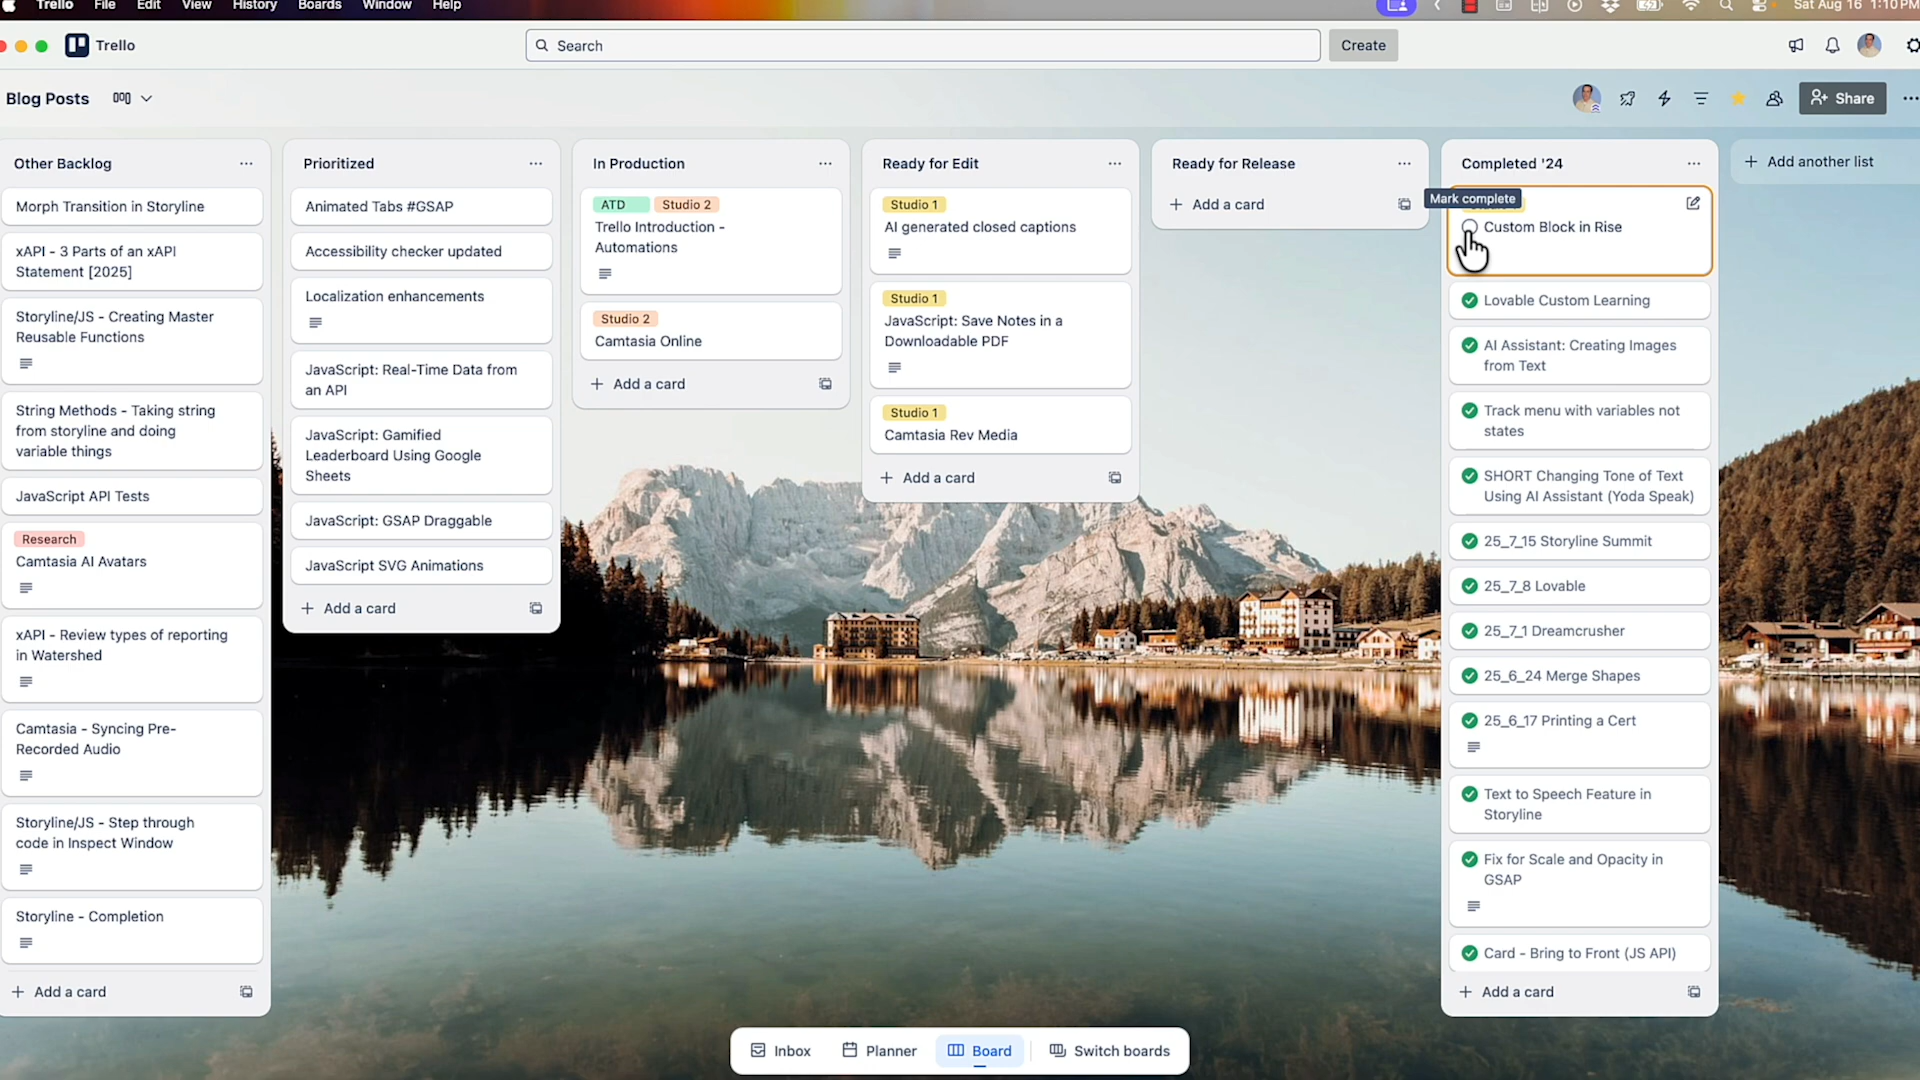 Trello File Edit View History Boards Window Help
Sat Aug 16 1:10 PM
Trello
Search
Create
Blog Posts
Share
Other Backlog
Morph Transition in Storyline
xAPI - 3 Parts of an xAPI
Statement [2025]
Storyline/JS - Creating Master
Reusable Functions
String Methods - Taking string
from storyline and doing
variable things
JavaScript API Tests
Research
Camtasia AI Avatars
xAPI - Review types of reporting
in Watershed
Camtasia - Syncing Pre-
Recorded Audio
Storyline/JS - Step through
code in Inspect Window
Storyline - Completion
Add a card
Prioritized
Animated Tabs #GSAP
Accessibility checker updated
Localization enhancements
JavaScript: Real-Time Data from
an API
JavaScript: Gamified
Leaderboard Using Google
Sheets
JavaScript: GSAP Draggable
JavaScript SVG Animations
Add a card
In Production
ATD Studio 2
Trello Introduction -
Automations
Studio 2
Camtasia Online
Add a card
Ready for Edit
Studio 1
AI generated closed captions
Studio 1
JavaScript: Save Notes in a
Downloadable PDF
Studio 1
Camtasia Rev Media
Add a card
Ready for Release
Add a card
Completed '24
Mark complete
Custom Block in Rise
Lovable Custom Learning
AI Assistant: Creating Images
from Text
Track menu with variables not
states
SHORT Changing Tone of Text
Using AI Assistant (Yoda Speak)
25_7_15 Storyline Summit
25_7_8 Lovable
25_7_1 Dreamcrusher
25_6_24 Merge Shapes
25_6_17 Printing a Cert
Text to Speech Feature in
Storyline
Fix for Scale and Opacity in
GSAP
Card - Bring to Front (JS API)
Add a card
Add another list
Inbox
Planner
Board
Switch boards